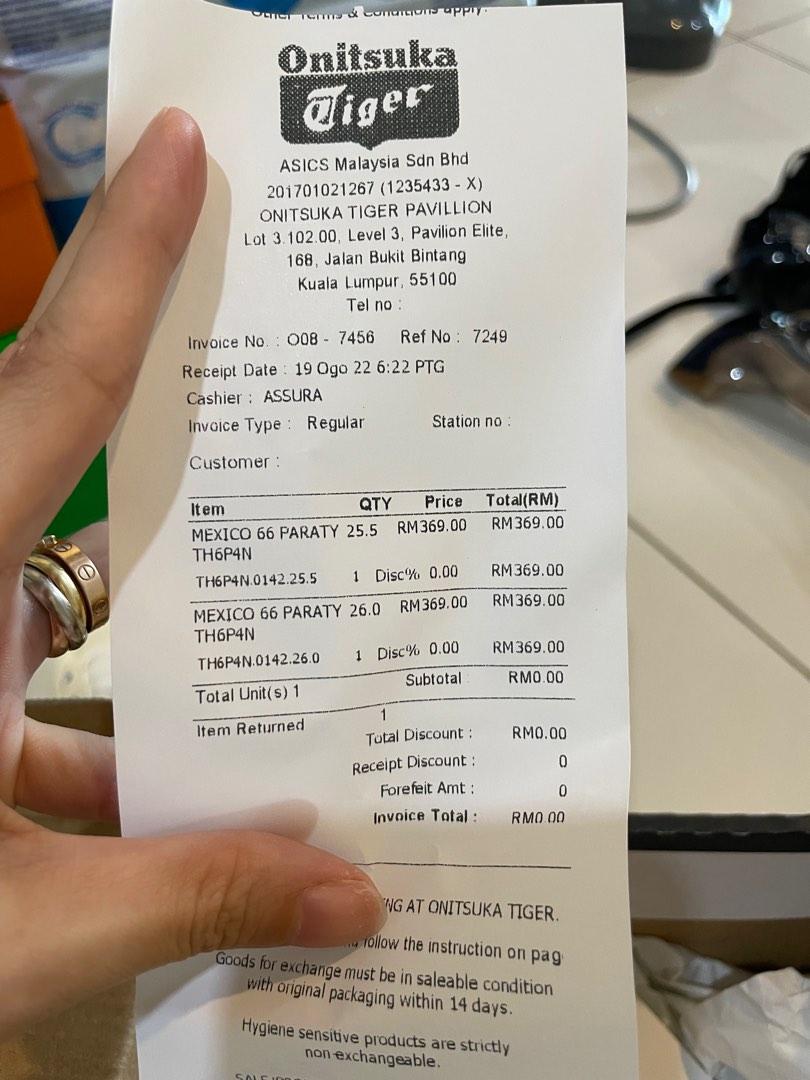 Other Terms & Conditions apply.
Onitsuka
Tiger
ASICS Malaysia Sdn Bhd
201701021267 (1235433 - X)
ONITSUKA TIGER PAVILLION
Lot 3.102.00, Level 3, Pavilion Elite,
168, Jalan Bukit Bintang
Kuala Lumpur, 55100
Tel no :
Invoice No. : O08 - 7456 Ref No : 7249
Receipt Date : 19 Ogo 22 6:22 PTG
Cashier : ASSURA
Invoice Type : Regular Station no :
Customer :
Item QTY Price Total(RM)
MEXICO 66 PARATY 25.5 RM369.00 RM369.00
TH6P4N
TH6P4N.0142.25.5 1 Disc% 0.00 RM369.00
MEXICO 66 PARATY 26.0 RM369.00 RM369.00
TH6P4N
TH6P4N.0142.26.0 1 Disc% 0.00 RM369.00
Total Unit(s) 1 Subtotal RM0.00
Item Returned 1
Total Discount : RM0.00
Receipt Discount : 0
Forefeit Amt : 0
Invoice Total : RM0.00
NG AT ONITSUKA TIGER.
follow the instruction on pag
Goods for exchange must be in saleable condition
with original packaging within 14 days.
Hygiene sensitive products are strictly
non-exchangeable.